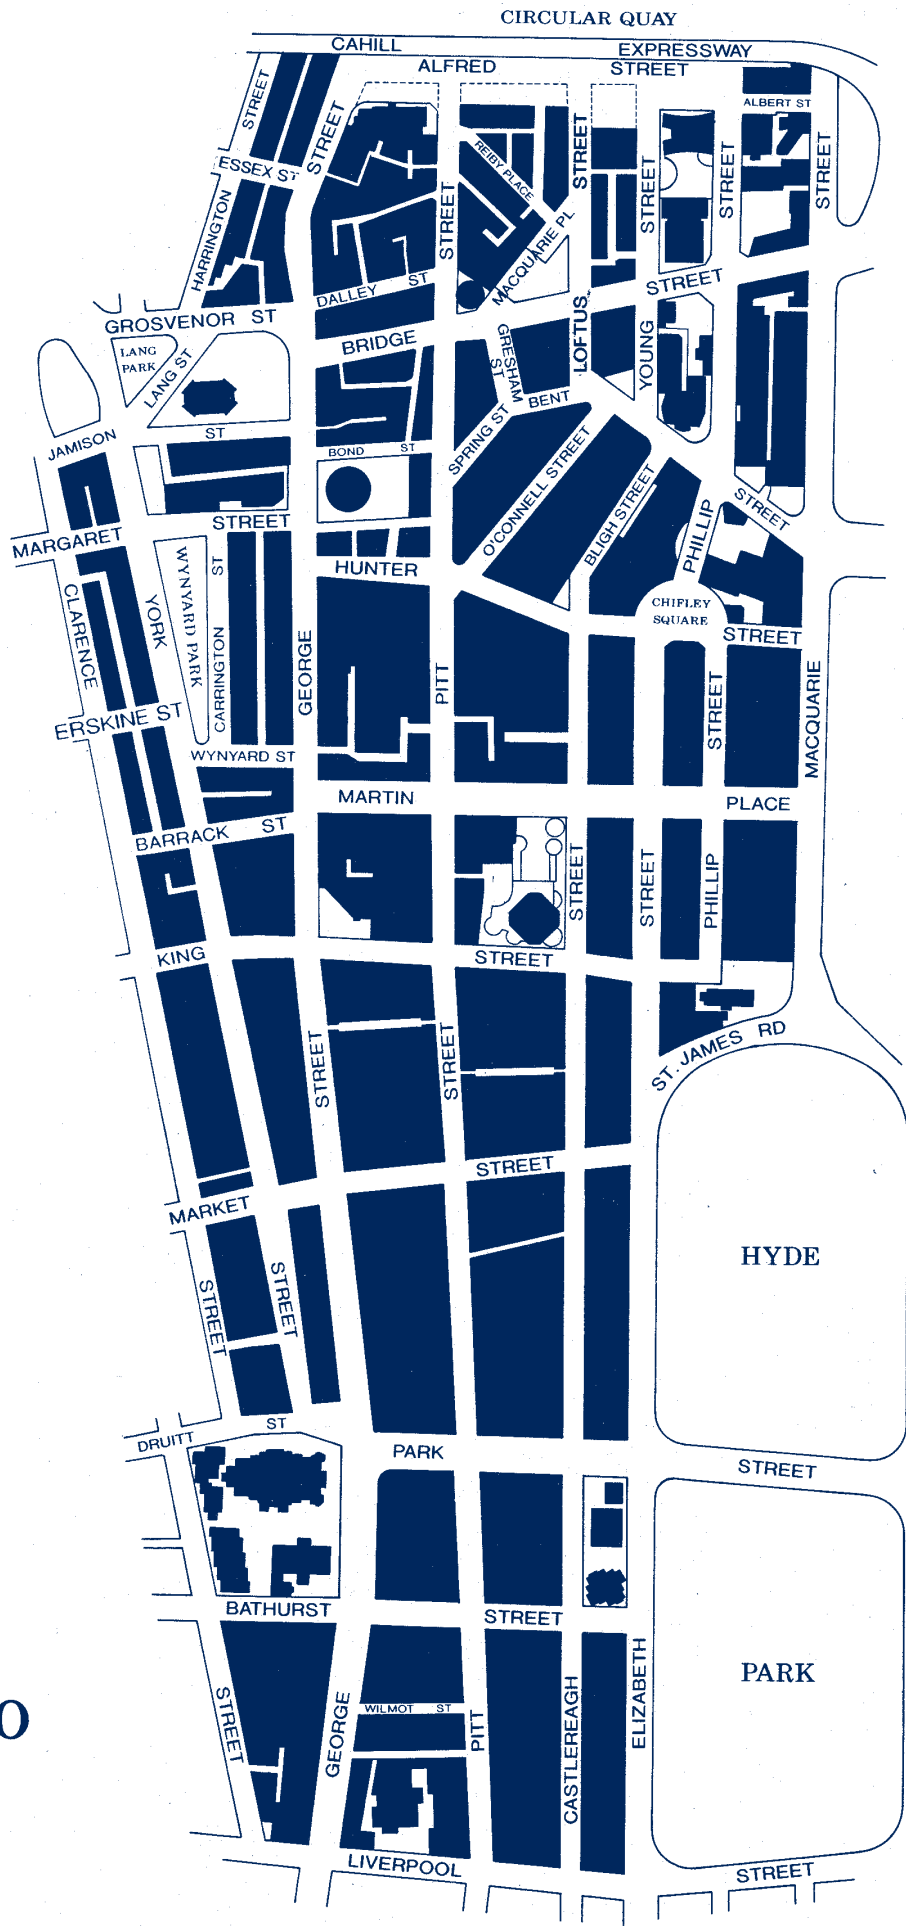 CIRCULAR QUAY
CAHILL EXPRESSWAY
ALFRED STREET
ALBERT ST
STREET
STREET
STREET
STREET
STREET
STREET
REIBY PLACE
ESSEX ST
HARRINGTON
STREET
MACQUARIE PL
DALLEY ST
STREET
GROSVENOR ST
BRIDGE
LOFTUS
YOUNG
GRESHAM ST
LANG PARK
LANG ST
BENT
JAMISON ST
BOND ST
SPRING ST
O'CONNELL STREET
BLIGH STREET
PHILLIP
STREET
MARGARET STREET
HUNTER
WYNYARD PARK
ST
CARRINGTON
CLARENCE
YORK
CHIFLEY SQUARE
STREET
GEORGE
PITT
STREET
MACQUARIE
ERSKINE ST
WYNYARD ST
MARTIN PLACE
BARRACK ST
STREET
STREET
PHILLIP
KING STREET
STREET
STREET
ST. JAMES RD
MARKET STREET
HYDE
STREET
STREET
DRUITT ST
PARK STREET
BATHURST STREET
PARK
STREET
GEORGE
WILMOT ST
PITT
CASTLEREAGH
ELIZABETH
O
LIVERPOOL STREET